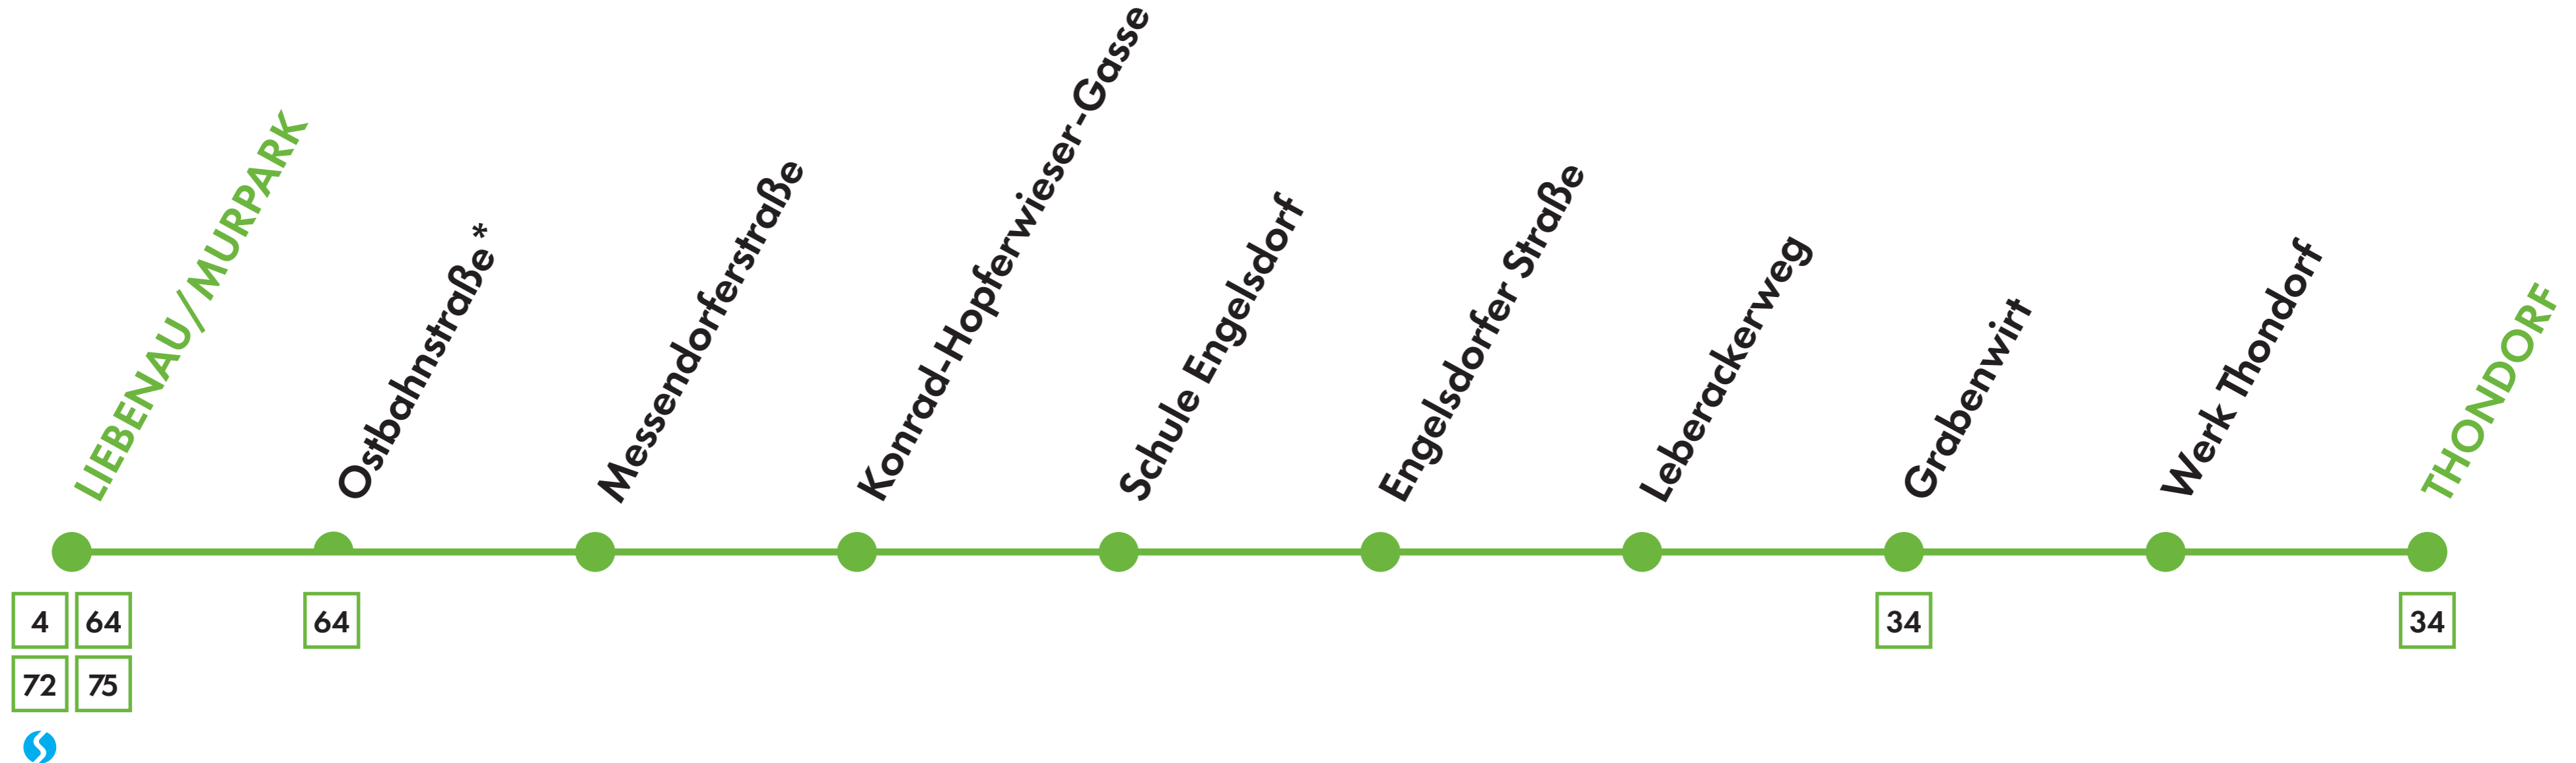 LIEBENAU/MURPARK
Ostbahnstraße *
Messendorferstraße
Konrad-Hopferwieser-Gasse
Schule Engelsdorf
Engelsdorfer Straße
Leberackerweg
Grabenwirt
Werk Thondorf
THONDORF
4 64
72 75
64
34
34